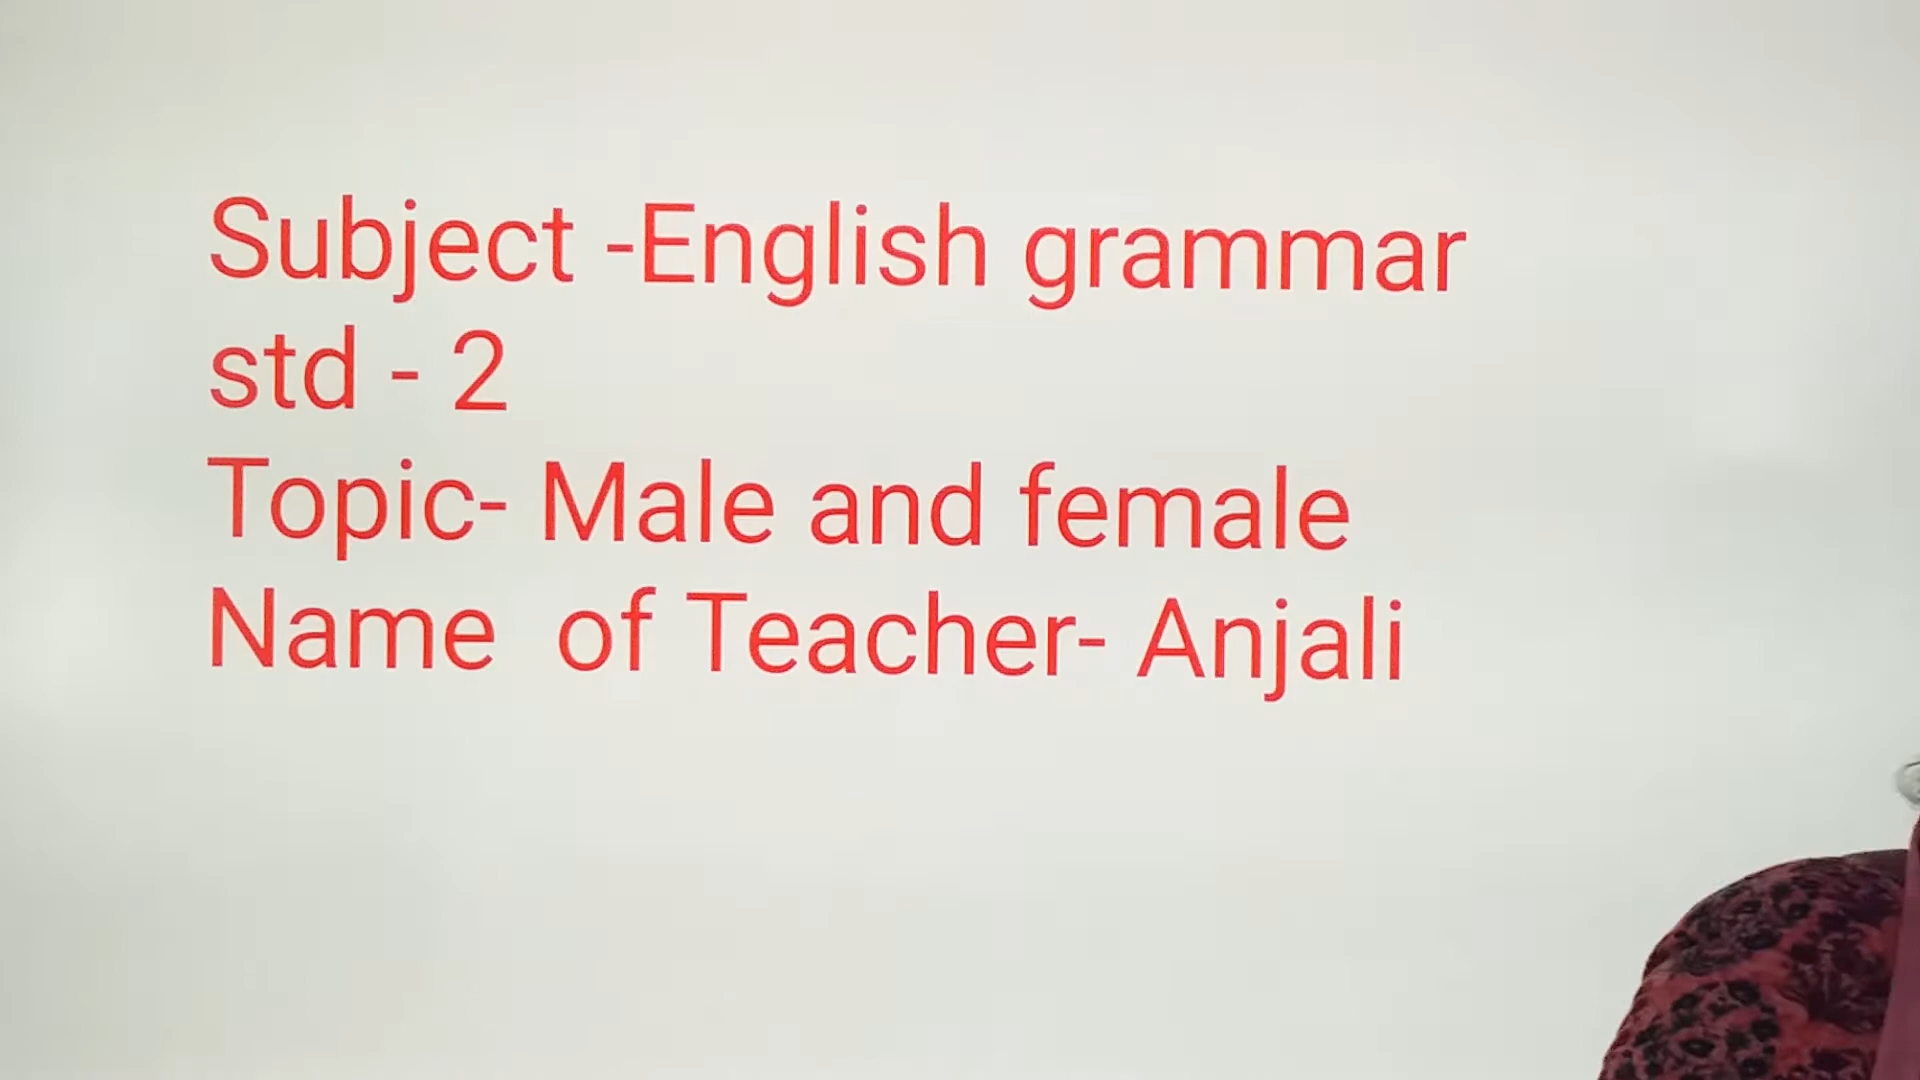 Subject -English grammar
std - 2
Topic- Male and female
Name  of Teacher- Anjali